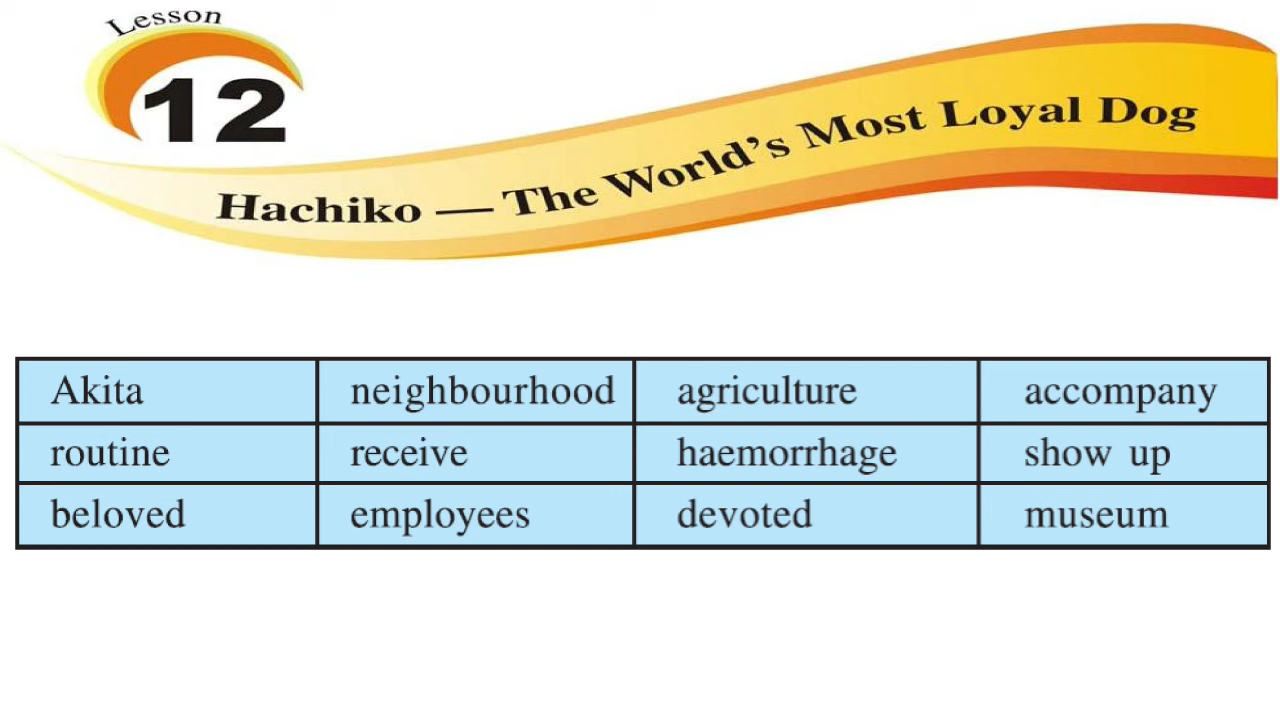 Lesson
12
Hachiko — The World's Most Loyal Dog
Akita neighbourhood agriculture accompany
routine receive haemorrhage show up
beloved employees devoted museum